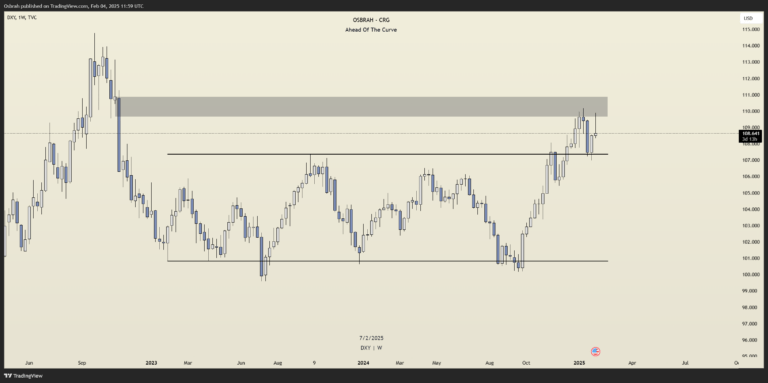 Osbrah published on TradingView.com, Feb 04, 2025 11:59 UTC
DXY, 1W, TVC
OSBRAH - CRG
Ahead Of The Curve
USD
115.000
114.000
113.000
112.000
111.000
110.000
109.000
108.641
3d 13h
107.000
106.000
105.000
104.000
103.000
102.000
101.000
100.000
99.000
98.000
97.000
96.000
95.000
7/2/2025
DXY | W
Jun Sep 2023 Mar Jun Aug 9 2024 Mar May Aug Oct 2025 Apr Jul Oc
TradingView